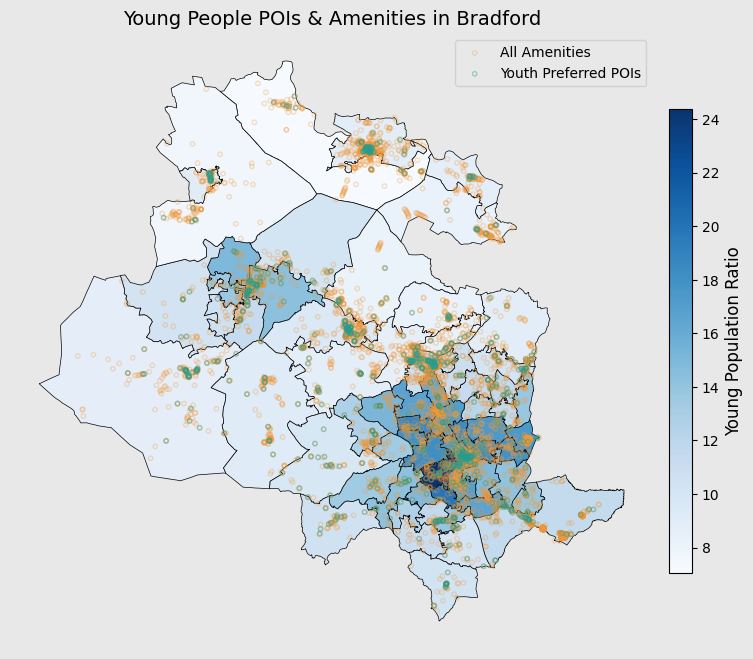 Young People POIs & Amenities in Bradford
All Amenities
Youth Preferred POIs
24
22
20
18
16
14
12
10
8
Young Population Ratio